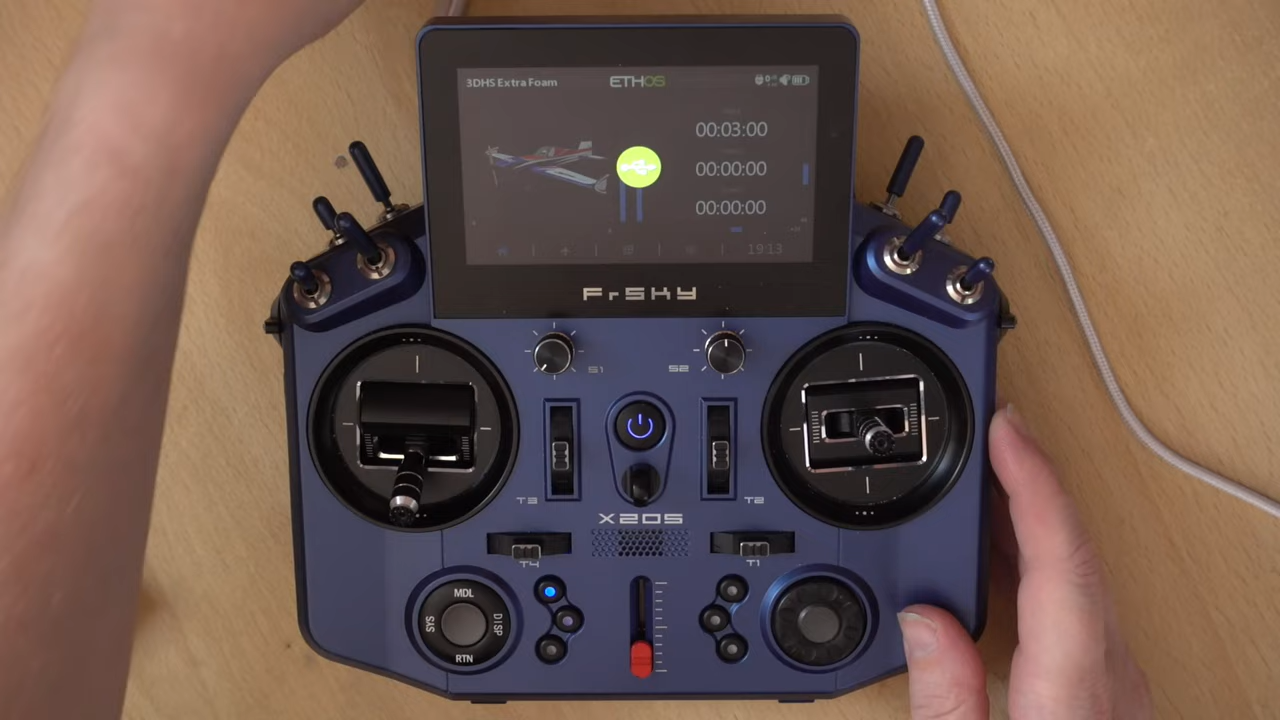 3DHS Extra Foam
ETHOS
00:03:00
00:00:00
00:00:00
19:13
FrSKY
S1
S2
T3
T2
X20S
T4
T1
MDL
SYS
DISP
RTN